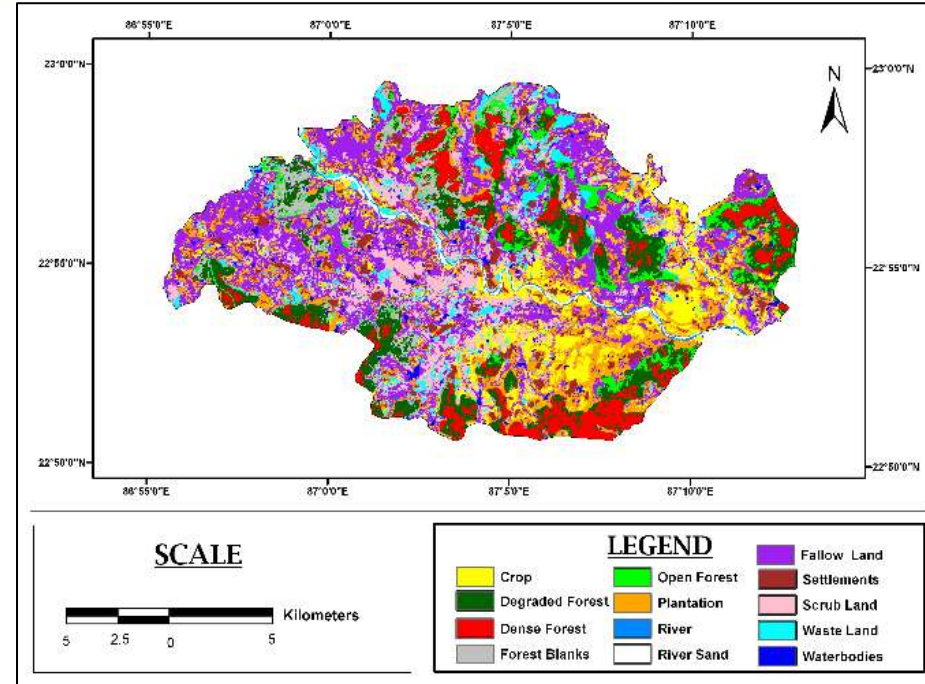 86°55'0"E 87°0'0"E 87°5'0"E 87°10'0"E
23°0'0"N 23°0'0"N
N
22°55'0"N 22°55'0"N
22°50'0"N 22°50'0"N
86°55'0"E 87°0'0"E 87°5'0"E 87°10'0"E
SCALE
Kilometers
5 2.5 0 5
LEGEND
Crop
Degraded Forest
Dense Forest
Forest Blanks
Open Forest
Plantation
River
River Sand
Fallow Land
Settlements
Scrub Land
Waste Land
Waterbodies